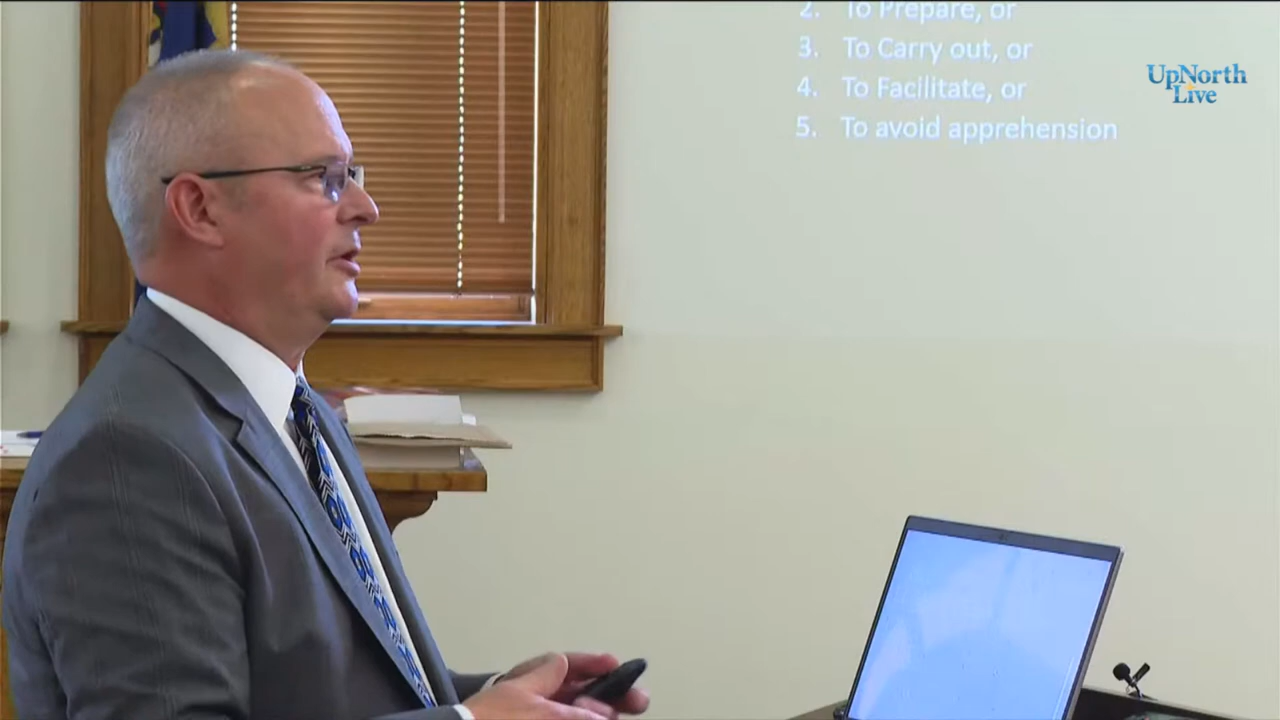 2. To Prepare, or
3. To Carry out, or
4. To Facilitate, or
5. To avoid apprehension
UpNorth
Live